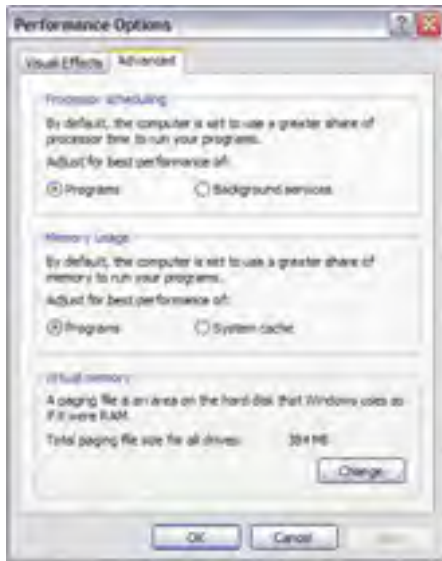 Performance Options
Visual Effects Advanced
Processor scheduling
By default, the computer is set to use a greater share of
processor time to run your programs.
Adjust for best performance of:
Programs Background services
Memory usage
By default, the computer is set to use a greater share of
memory to run your programs.
Adjust for best performance of:
Programs System cache
Virtual memory
A paging file is an area on the hard disk that Windows uses as
if it were RAM.
Total paging file size for all drives: 384 MB
Change
OK Cancel